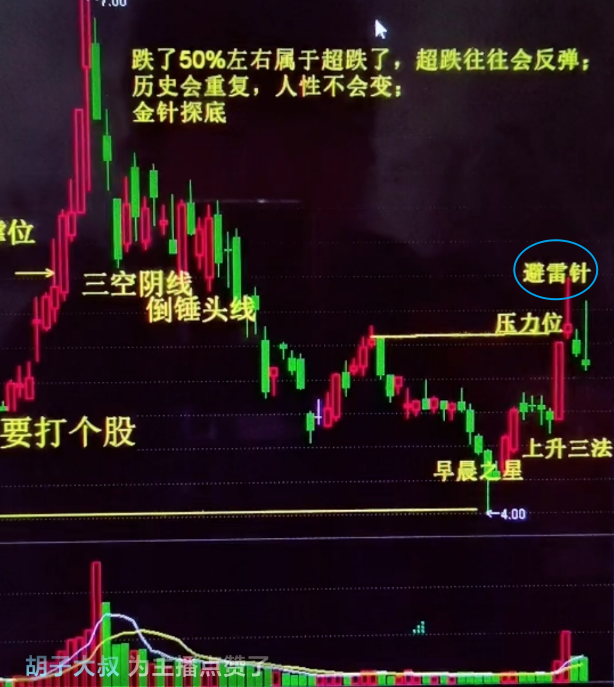 7.00
跌了50%左右属于超跌了，超跌往往会反弹；
历史会重复，人性不会变；
金针探底
撑位
避雷针
三空阴线
倒锤头线
压力位
要打个股
上升三法
早晨之星
4.00
胡子大叔 为主播点赞了